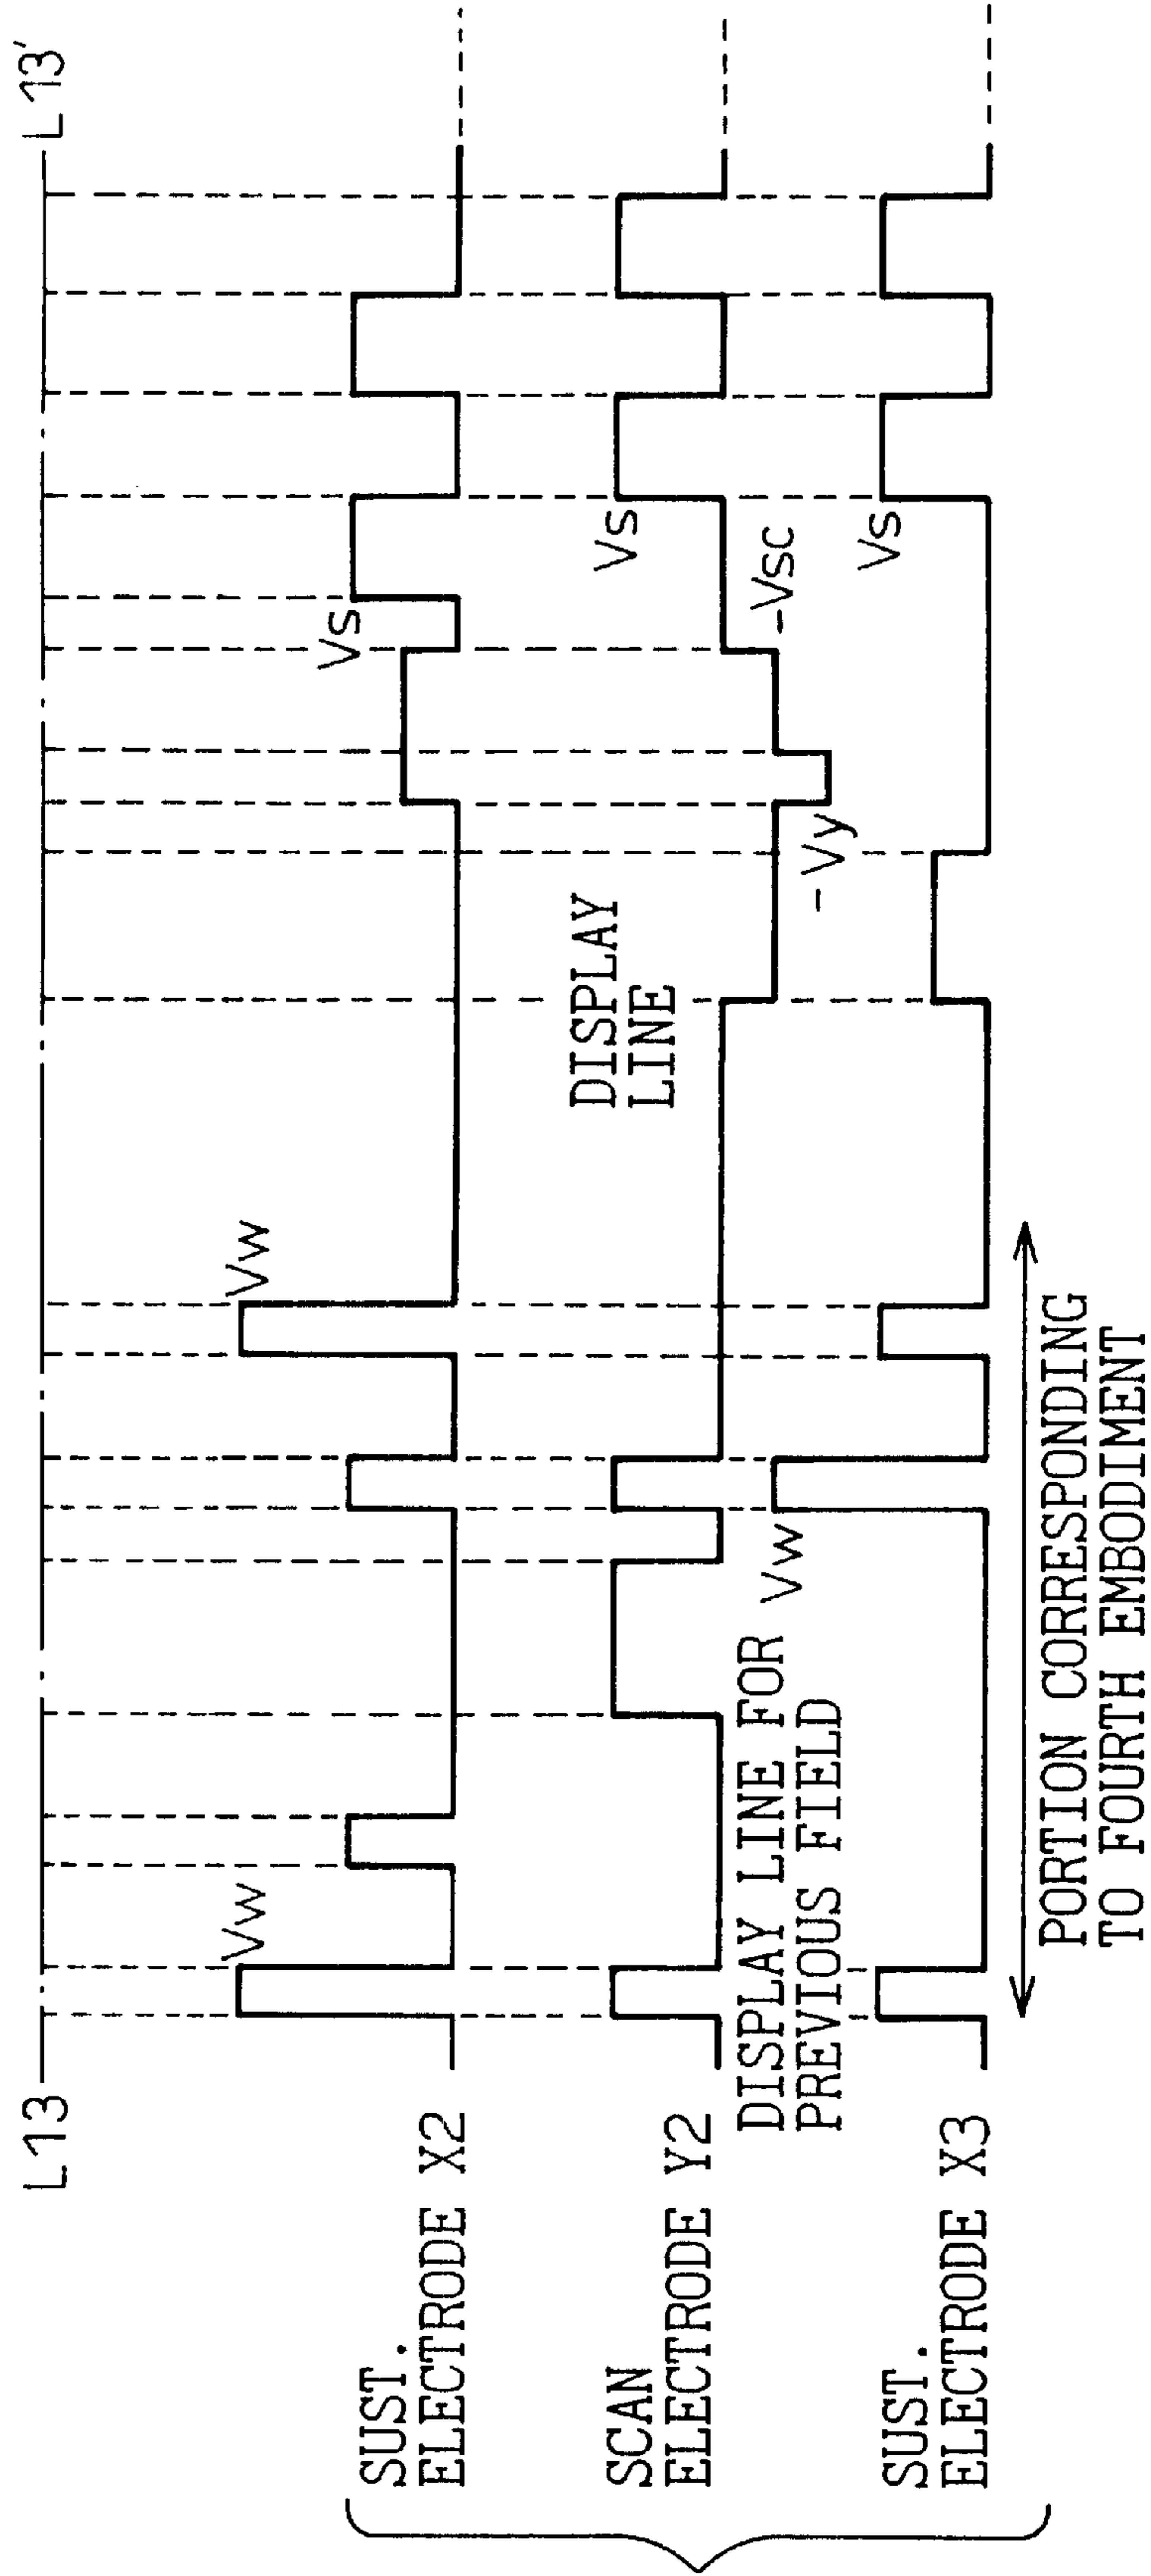 L13
L13'
SUST.
ELECTRODE X2
Vw
Vw
Vs
SCAN
ELECTRODE Y2
DISPLAY
LINE
Vs
DISPLAY LINE FOR
PREVIOUS FIELD
Vw
-Vy
-Vsc
SUST.
ELECTRODE X3
Vs
PORTION CORRESPONDING
TO FOURTH EMBODIMENT